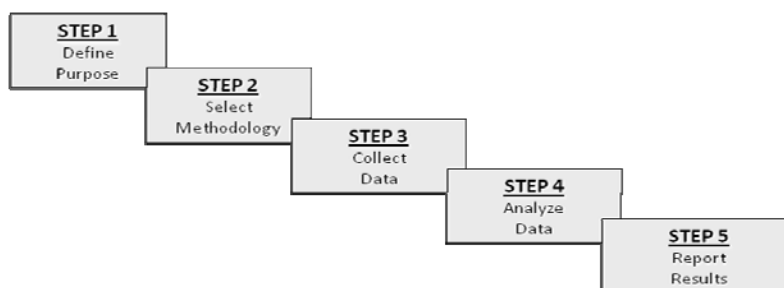 STEP 1
Define
Purpose
STEP 2
Select
Methodology
STEP 3
Collect
Data
STEP 4
Analyze
Data
STEP 5
Report
Results